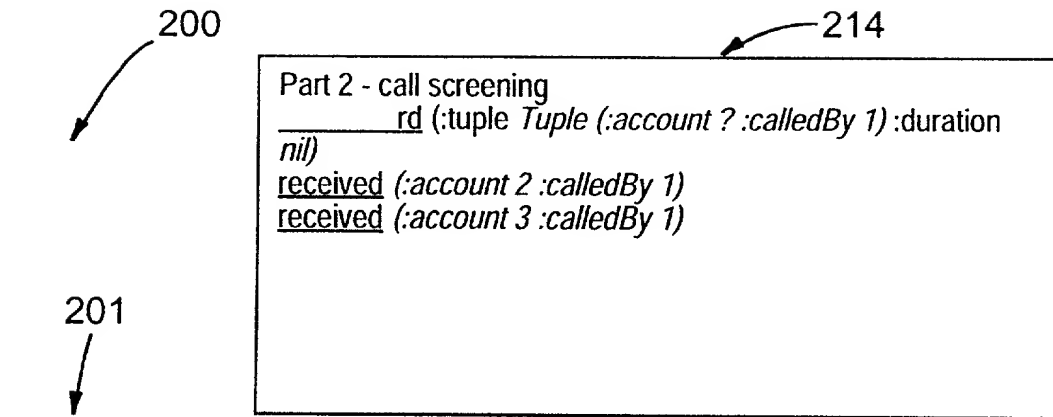 200
214
Part 2 - call screening
rd (:tuple Tuple (:account ? :calledBy 1) :duration
nil)
received (:account 2 :calledBy 1)
received (:account 3 :calledBy 1)
201